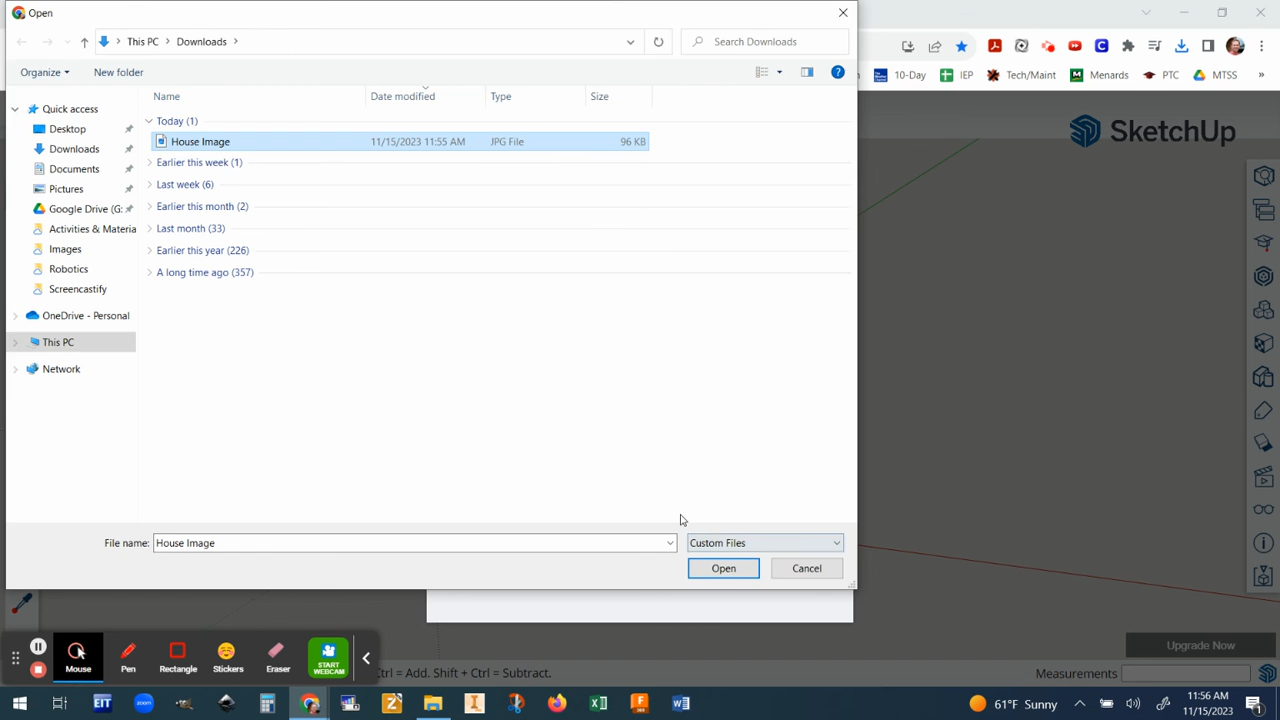 Open
This PC
Downloads
Search Downloads
Organize
New folder
10-Day
IEP
Tech/Maint
Menards
PTC
MTSS
»
Name
Date modified
Type
Size
Quick access
Desktop
Downloads
Documents
Pictures
Google Drive (G:
Activities & Materia
Images
Robotics
Screencastify
OneDrive - Personal
This PC
Network
Today (1)
House Image 11/15/2023 11:55 AM JPG File 96 KB
Earlier this week (1)
Last week (6)
Earlier this month (2)
Last month (33)
Earlier this year (226)
A long time ago (357)
SketchUp
File name: House Image
Custom Files
Open
Cancel
Upgrade Now
Mouse
Pen
Rectangle
Stickers
Eraser
START
WEBCAM
Ctrl = Add. Shift + Ctrl = Subtract.
Measurements
EIT
zoom
61°F Sunny
11:56 AM
11/15/2023